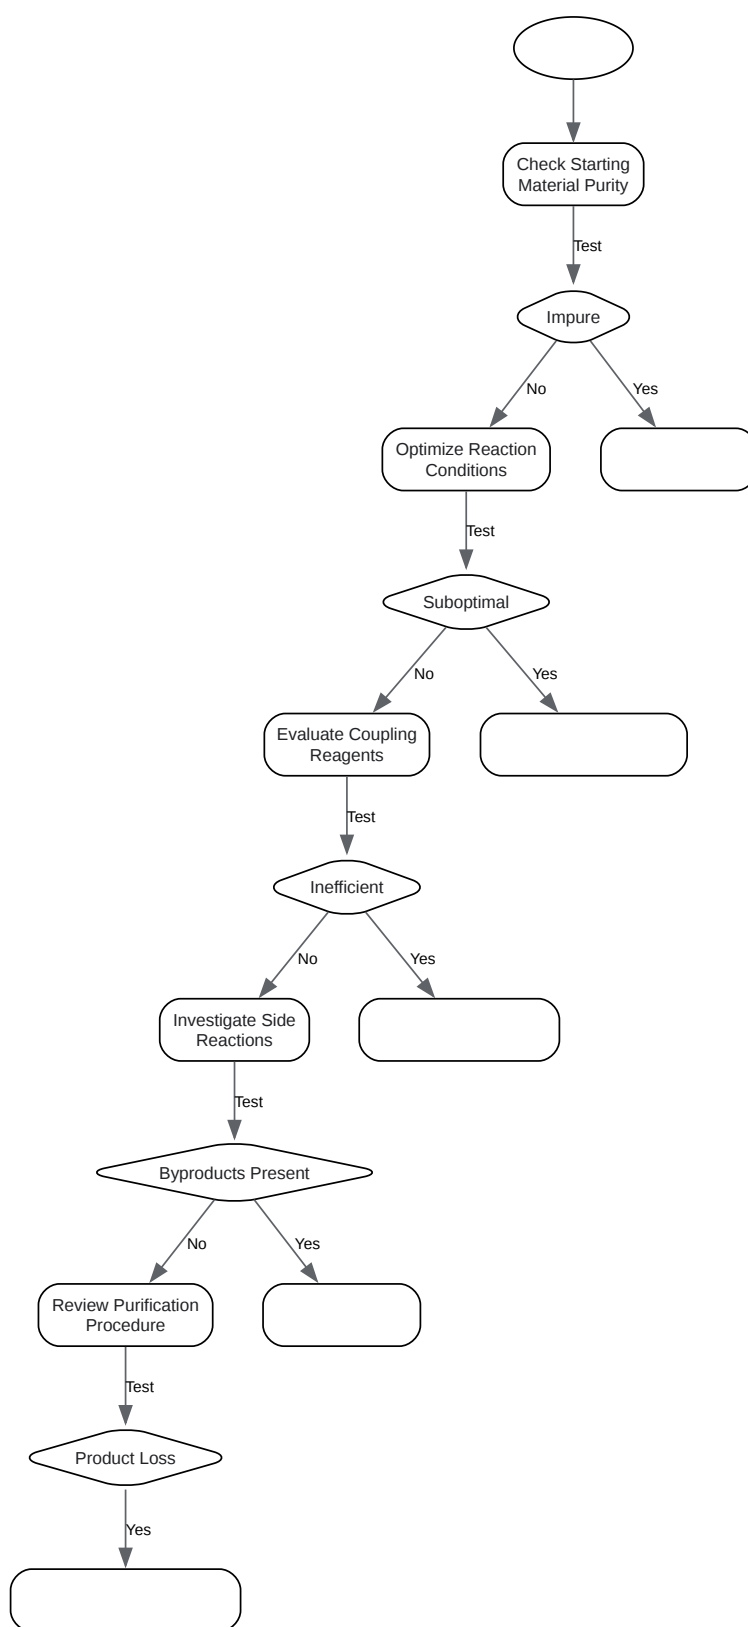 Check Starting
Material Purity
Test
Impure
No
Yes
Optimize Reaction
Conditions
Test
Suboptimal
No
Yes
Evaluate Coupling
Reagents
Test
Inefficient
No
Yes
Investigate Side
Reactions
Test
Byproducts Present
No
Yes
Review Purification
Procedure
Test
Product Loss
Yes